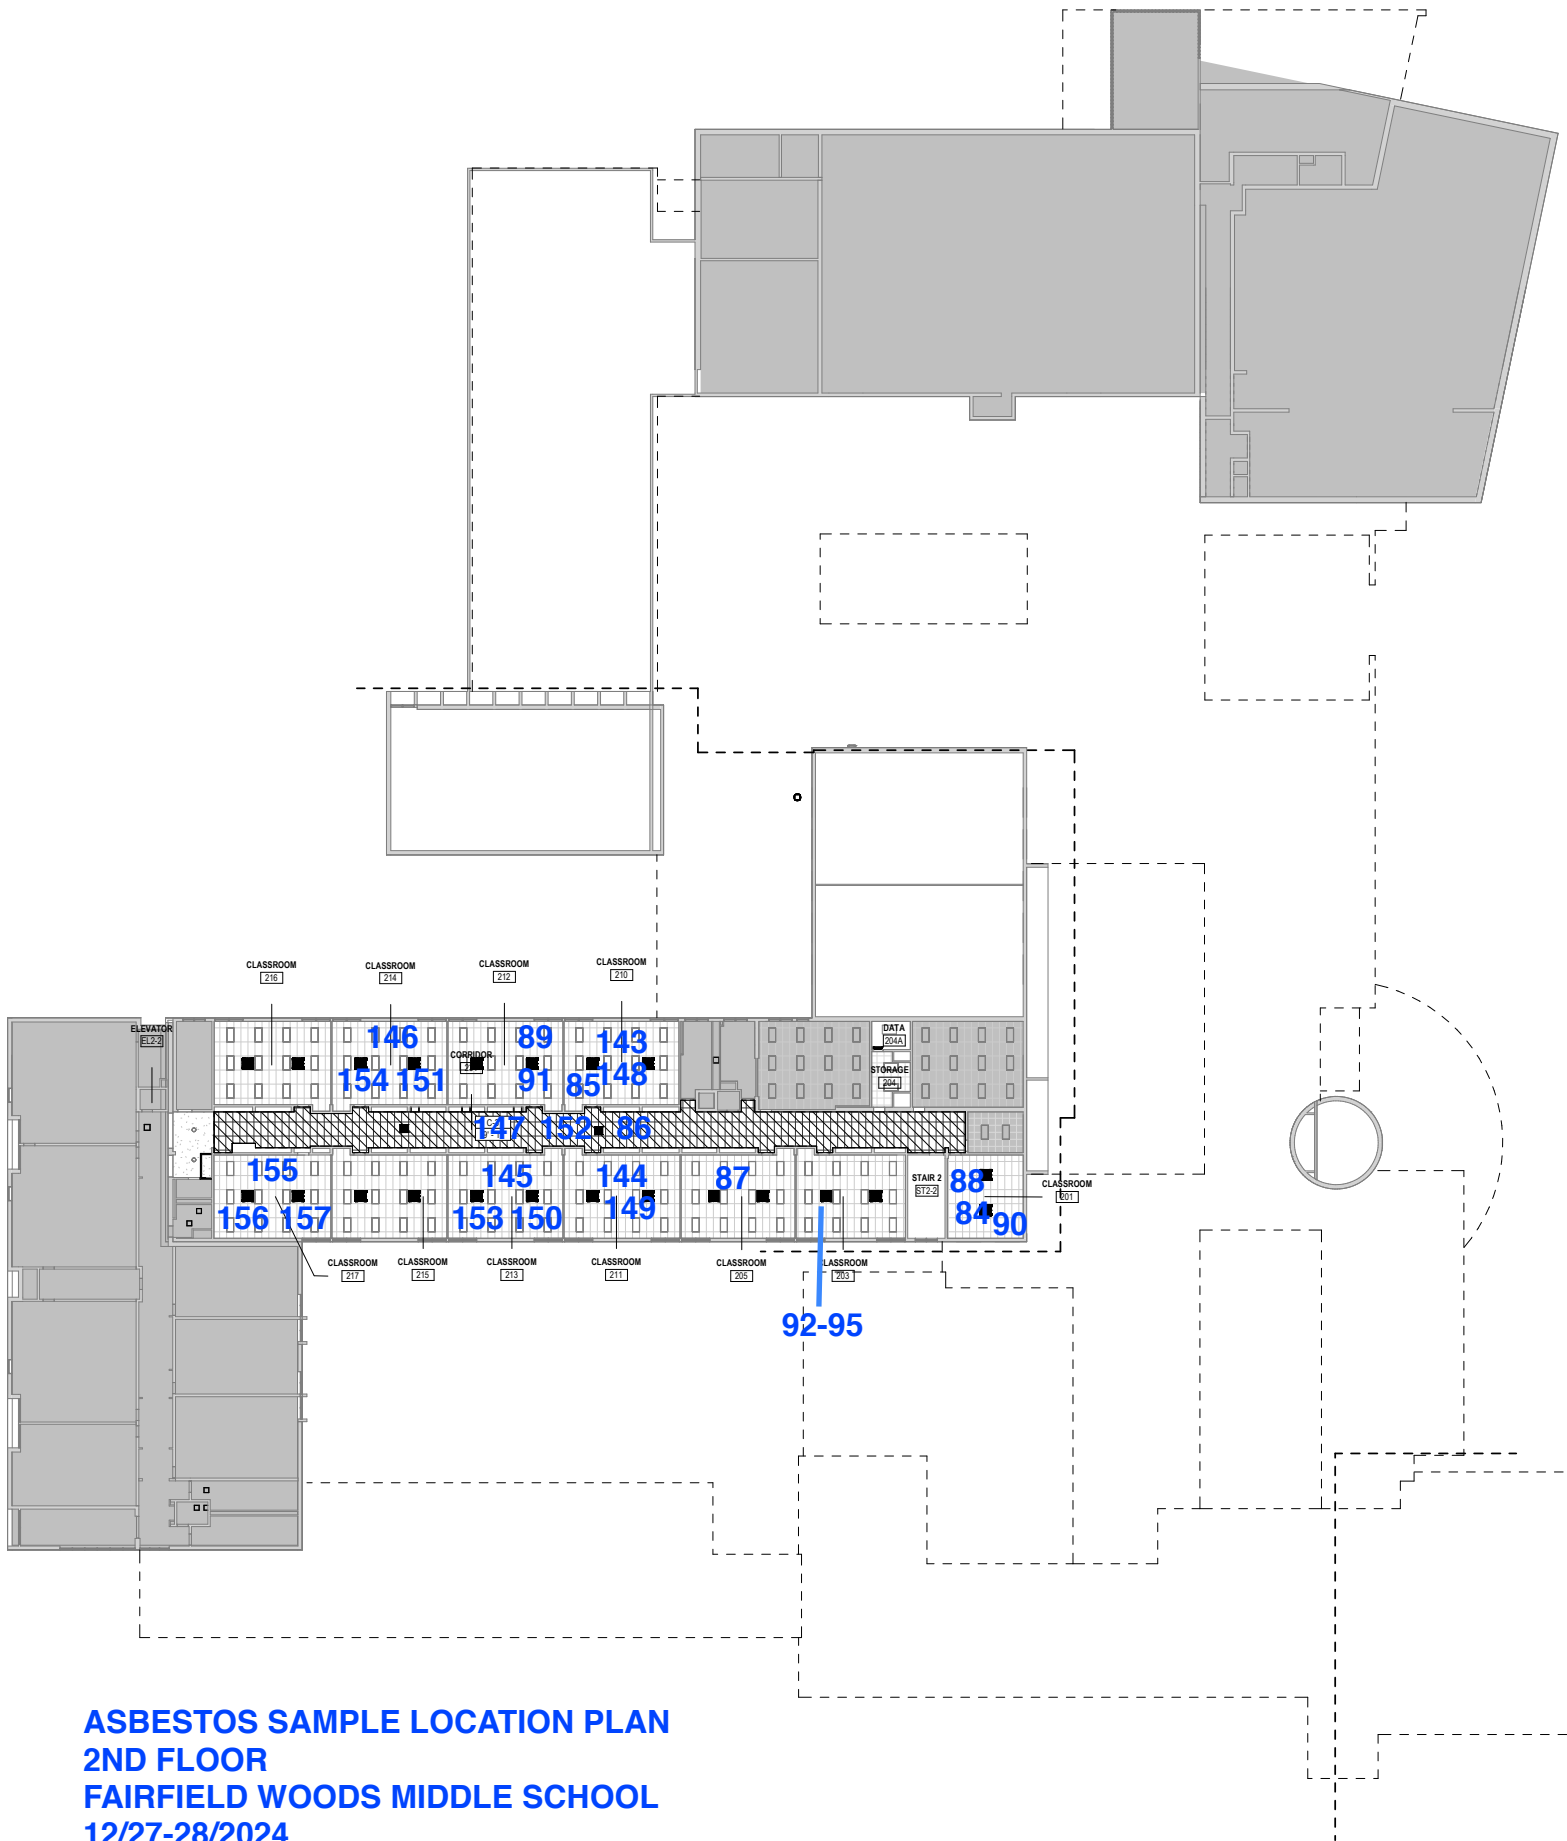 CLASSROOM
216
CLASSROOM
214
CLASSROOM
212
CLASSROOM
210
ELEVATOR
EL2-2
146
89
143
DATA
204A
CORRIDOR
154
151
91
85
148
STORAGE
204
147
152
86
155
145
144
87
STAIR 2
ST2-2
88
CLASSROOM
201
156
157
153
150
149
84
90
CLASSROOM
217
CLASSROOM
215
CLASSROOM
213
CLASSROOM
211
CLASSROOM
205
CLASSROOM
203
92-95
ASBESTOS SAMPLE LOCATION PLAN
2ND FLOOR
FAIRFIELD WOODS MIDDLE SCHOOL
12/27-28/2024